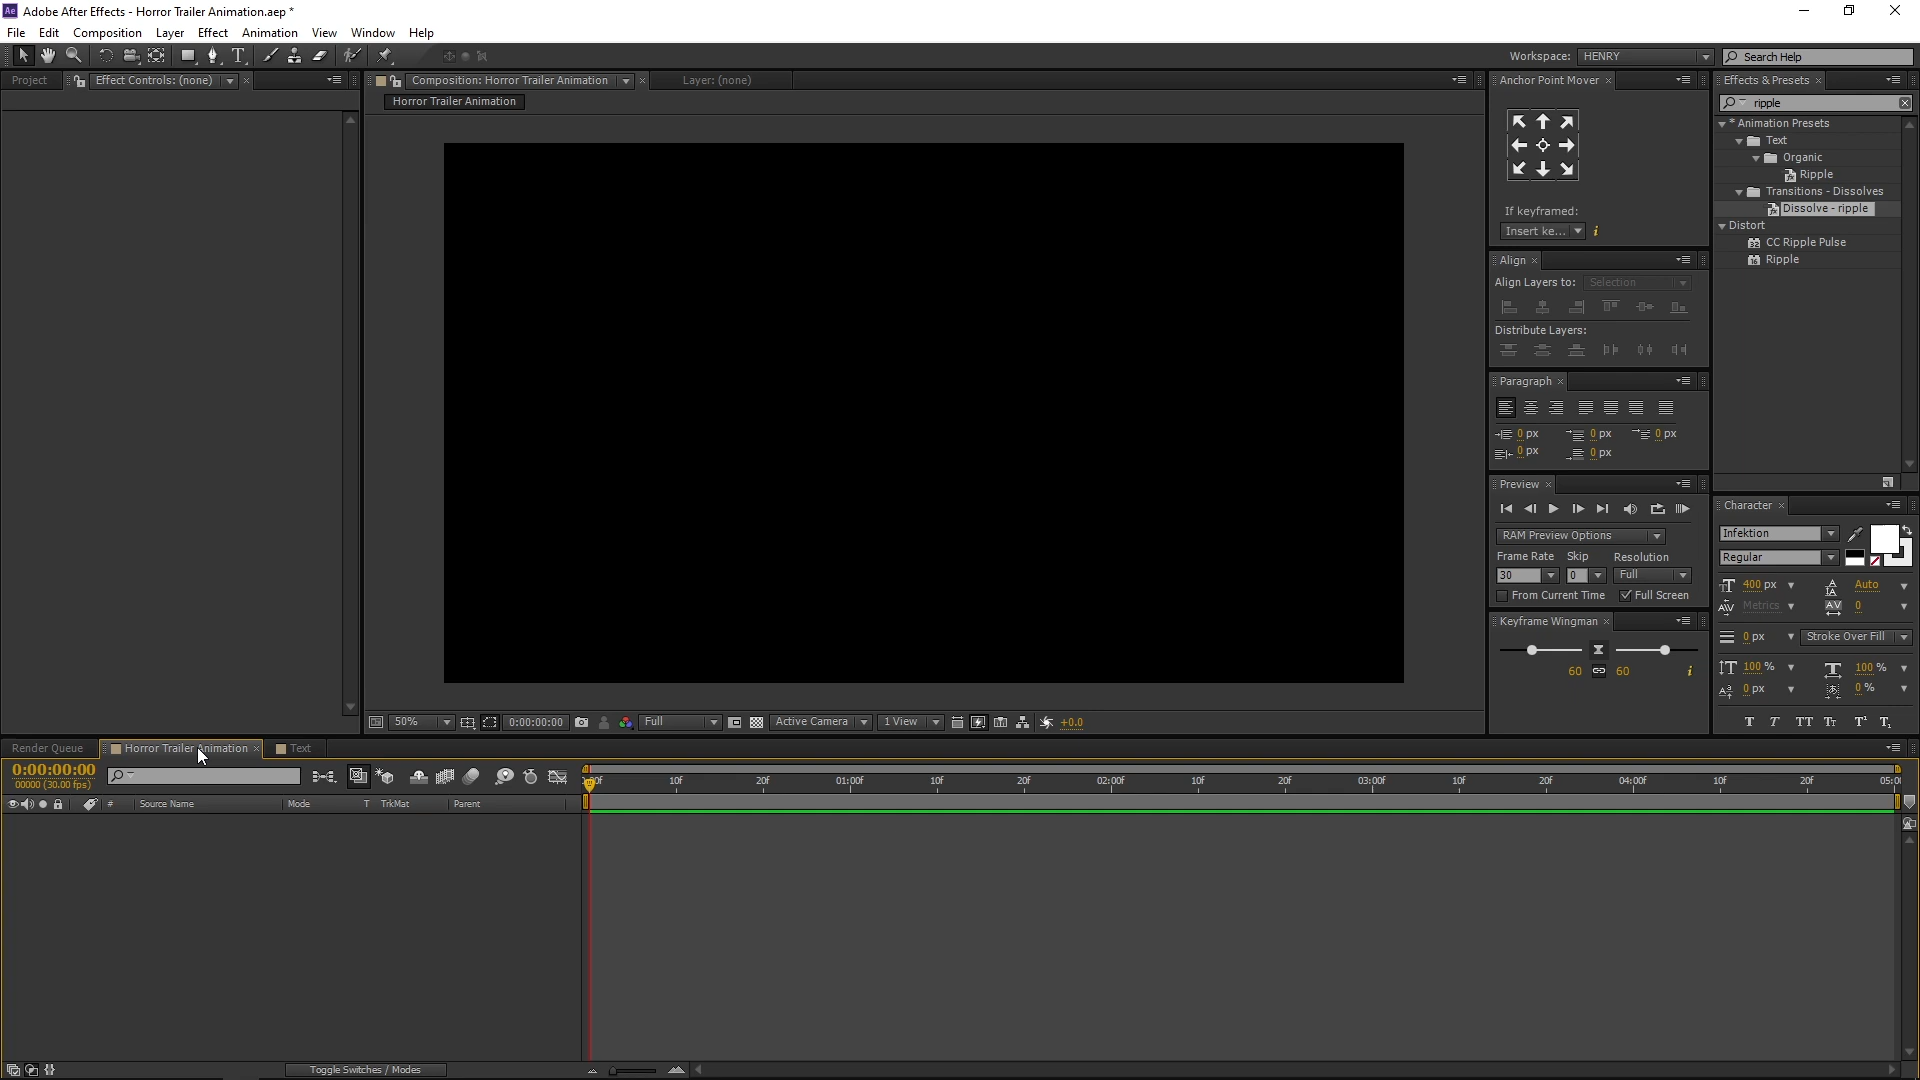 Adobe After Effects - Horror Trailer Animation.aep *
File Edit Composition Layer Effect Animation View Window Help
Workspace: HENRY Search Help
Project Effect Controls: (none) Composition: Horror Trailer Animation Layer: (none) Anchor Point Mover Effects & Presets
Horror Trailer Animation
ripple
* Animation Presets
Text
Organic
Ripple
Transitions - Dissolves
Dissolve - ripple
Distort
CC Ripple Pulse
Ripple
If keyframed:
Insert ke...
Align
Align Layers to: Selection
Distribute Layers:
Paragraph
0 px 0 px 0 px
0 px 0 px
Preview
RAM Preview Options
Frame Rate Skip Resolution
30 0 Full
From Current Time Full Screen
Keyframe Wingman
60 60
Character
Infektion
Regular
400 px Auto
Metrics 0
0 px Stroke Over Fill
100 % 100 %
0 px 0 %
50% 0:00:00:00 Full Active Camera 1 View +0.0
Render Queue Horror Trailer Animation Text
0:00:00:00
00000 (30.00 fps)
10f 20f 01:00f 10f 20f 02:00f 10f 20f 03:00f 10f 20f 04:00f 10f 20f
# Source Name Mode T TrkMat Parent
Toggle Switches / Modes